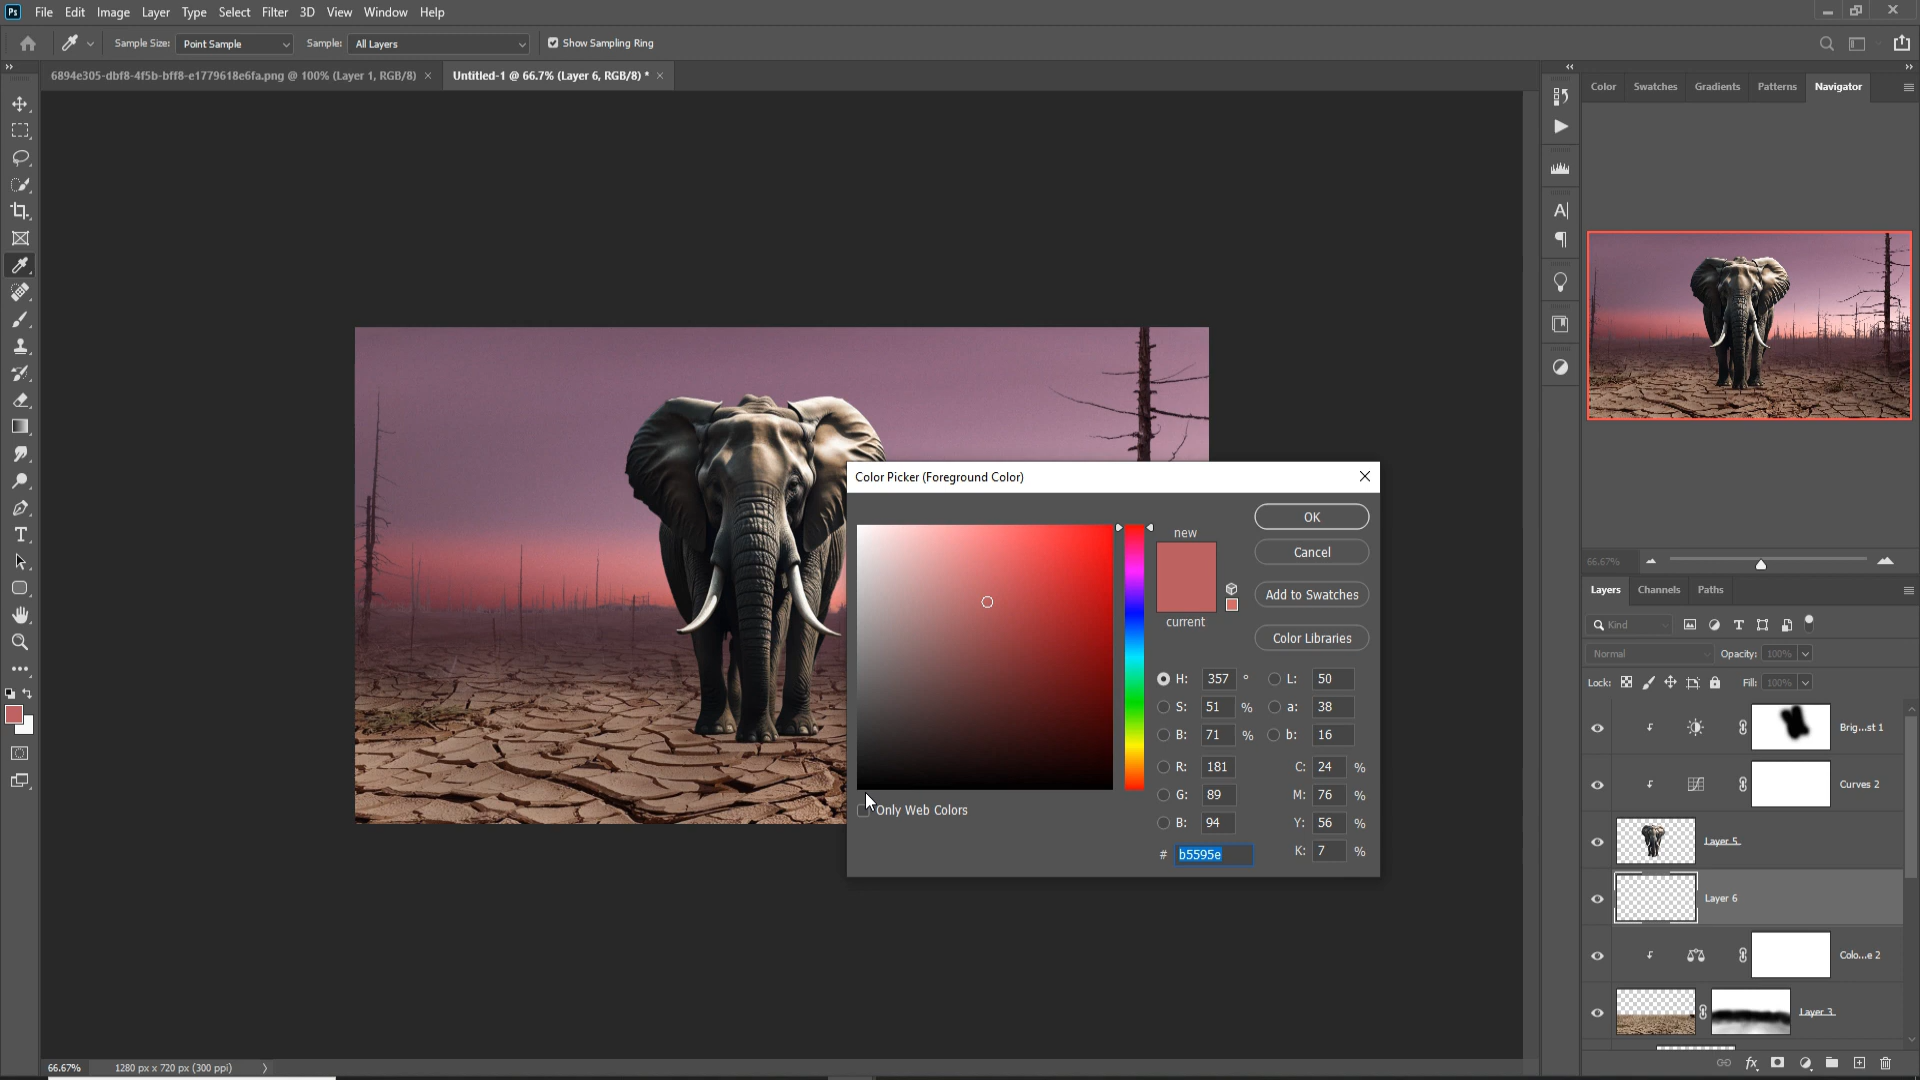 Ps File Edit Image Layer Type Select Filter 3D View Window Help
Sample Size: Point Sample Sample: All Layers Show Sampling Ring
6894e305-dbf8-4f5b-bff8-e1779618e6fa.png @ 100% (Layer 1, RGB/8) × Untitled-1 @ 66.7% (Layer 6, RGB/8) * ×
Color Swatches Gradients Patterns Navigator
Color Picker (Foreground Color)
new
OK
Cancel
Add to Swatches
current
Color Libraries
H: 357 ° L: 50
S: 51 % a: 38
B: 71 % b: 16
R: 181 C: 24 %
G: 89 M: 76 %
B: 94 Y: 56 %
# b5595e K: 7 %
Only Web Colors
66.67%
Layers Channels Paths
Kind
Normal Opacity: 100%
Lock: Fill: 100%
Brig...st 1
Curves 2
Layer 5
Layer 6
Colo...e 2
Layer 3
66.67% 1280 px x 720 px (300 ppi)